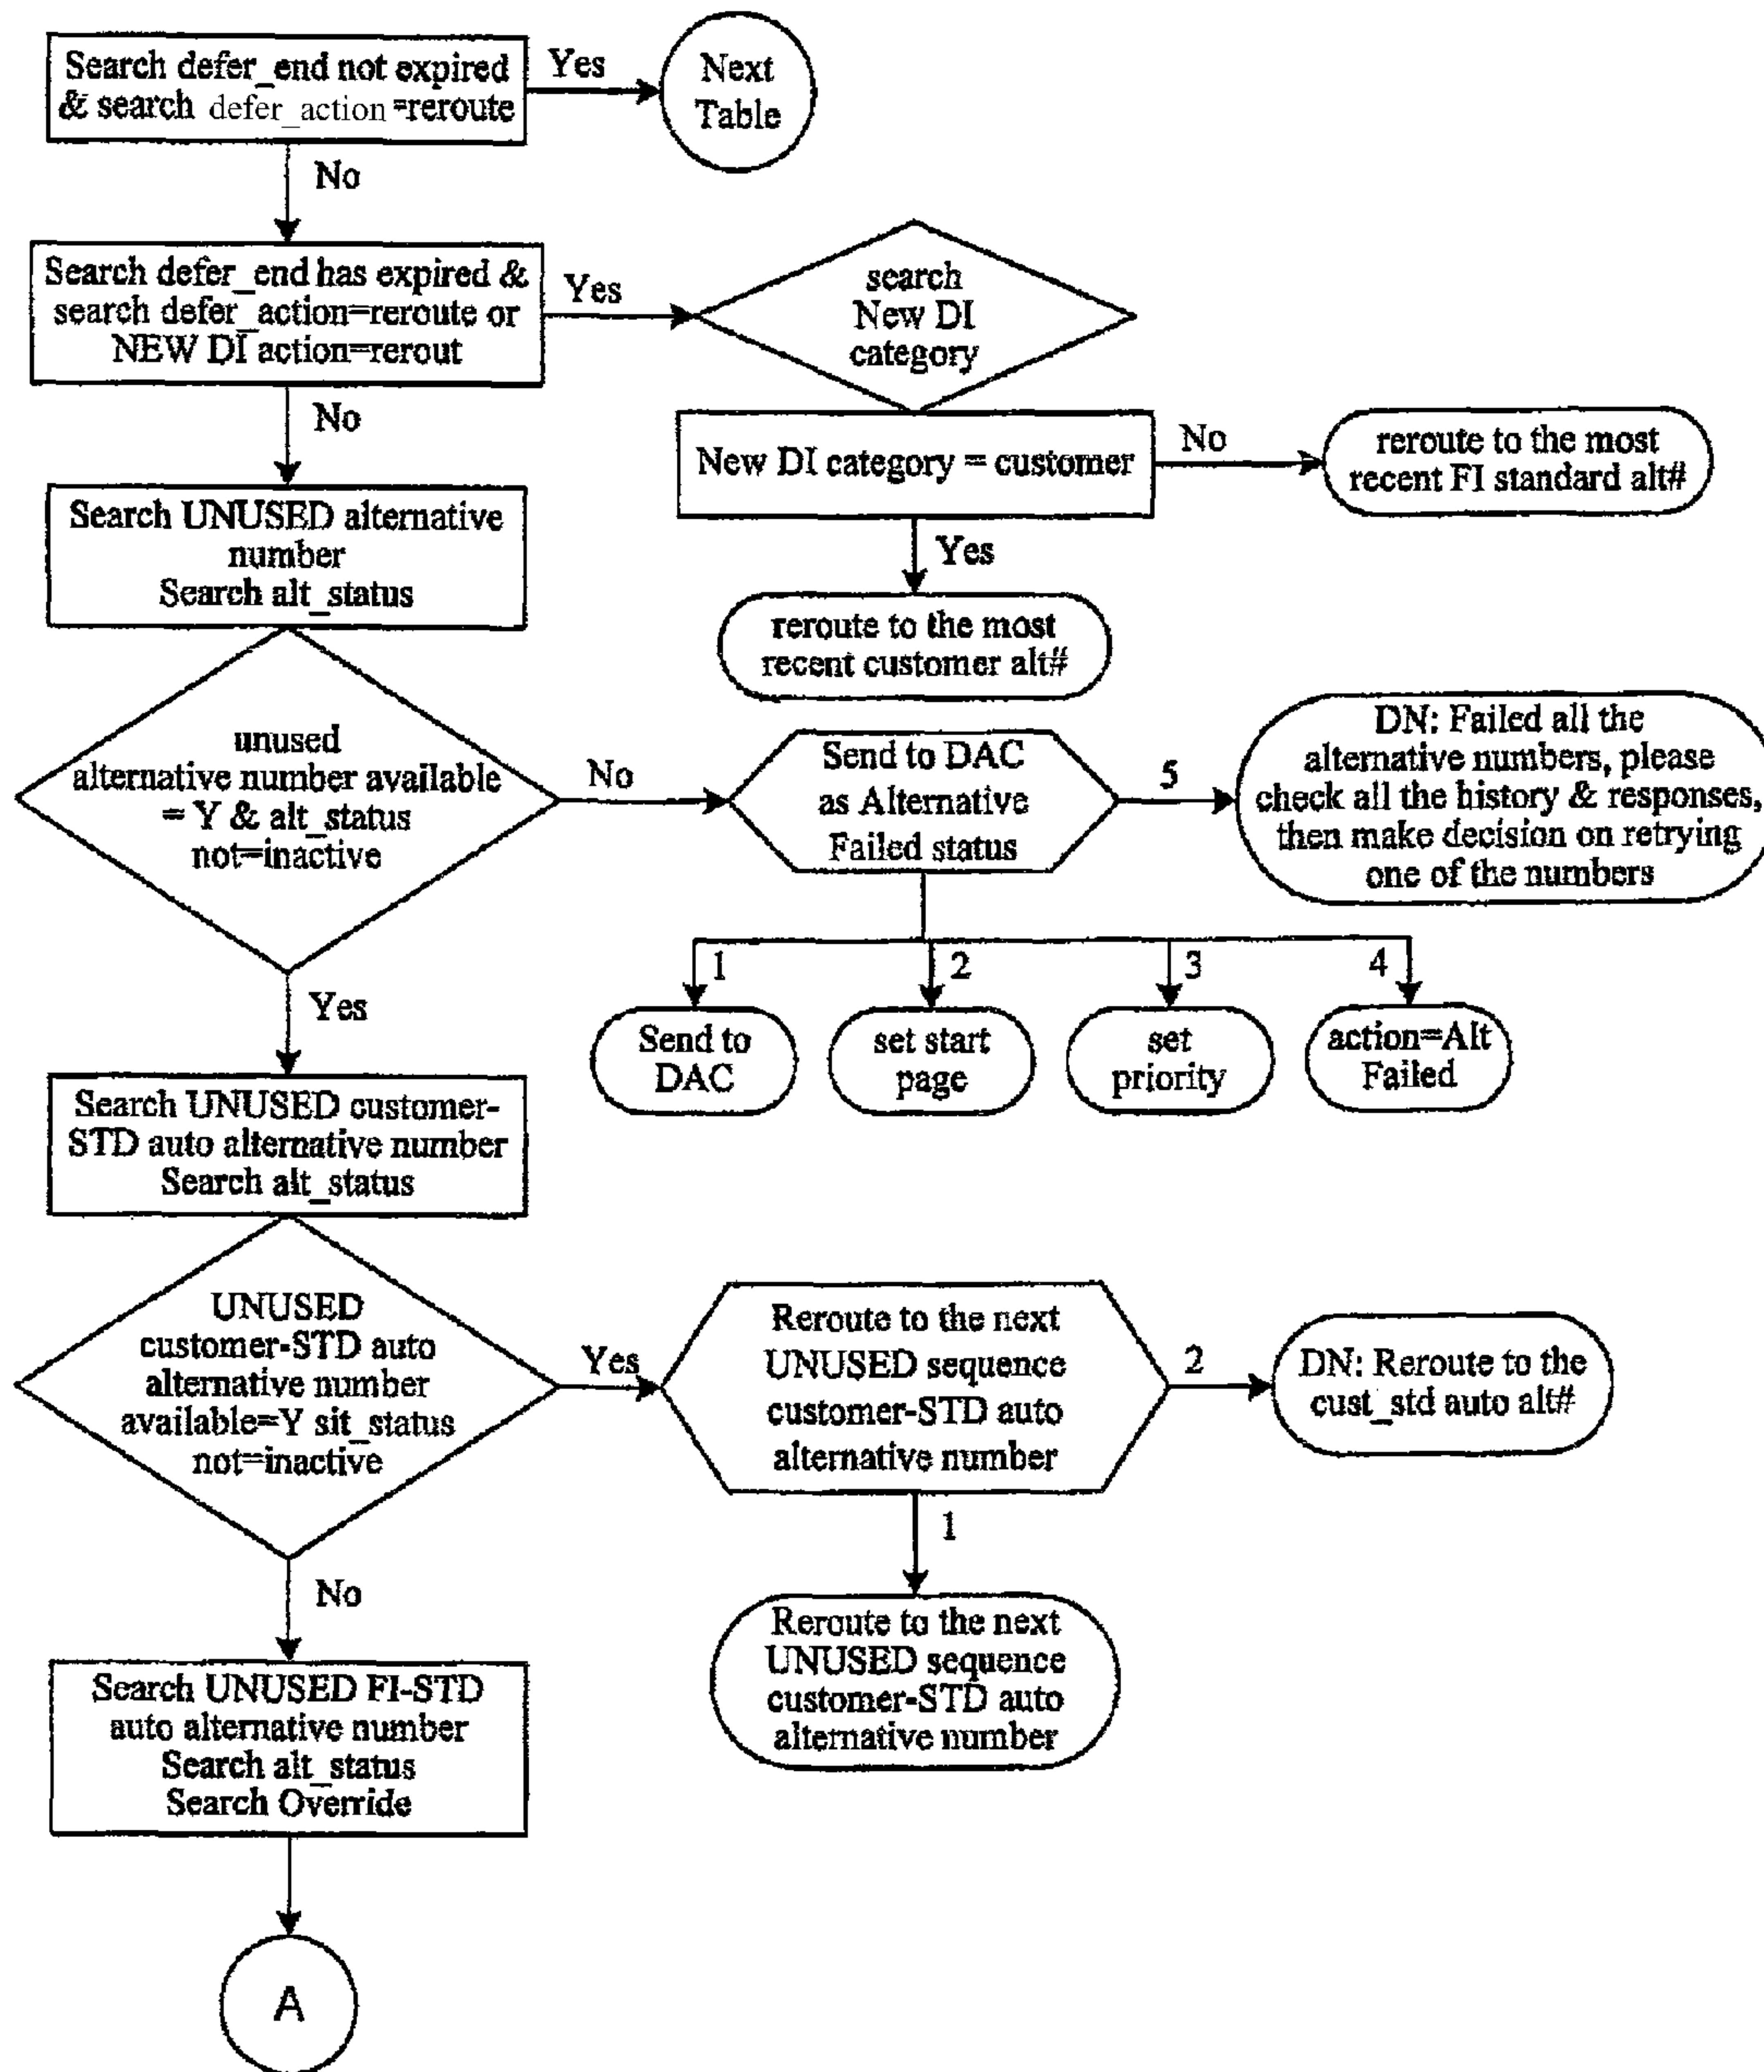 Search defer_end not expired
& search defer_action =reroute
Yes
Next
Table
No
Search defer_end has expired &
search defer_action=reroute or
NEW DI action=rerout
Yes
search
New DI
category
No
New DI category = customer
No
reroute to the most
recent FI standard alt#
Search UNUSED alternative
number
Search alt_status
Yes
reroute to the most
recent customer alt#
unused
alternative number available
= Y & alt_status
not=inactive
No
Send to DAC
as Alternative
Failed status
5
DN: Failed all the
alternative numbers, please
check all the history & responses,
then make decision on retrying
one of the numbers
1
2
3
4
Yes
Send to
DAC
set start
page
set
priority
action=Alt
Failed
Search UNUSED customer-
STD auto alternative number
Search alt_status
UNUSED
customer-STD auto
alternative number
available=Y sit_status
not=inactive
Yes
Reroute to the next
UNUSED sequence
customer-STD auto
alternative number
2
DN: Reroute to the
cust_std auto alt#
1
No
Reroute to the next
UNUSED sequence
customer-STD auto
alternative number
Search UNUSED FI-STD
auto alternative number
Search alt_status
Search Override
A